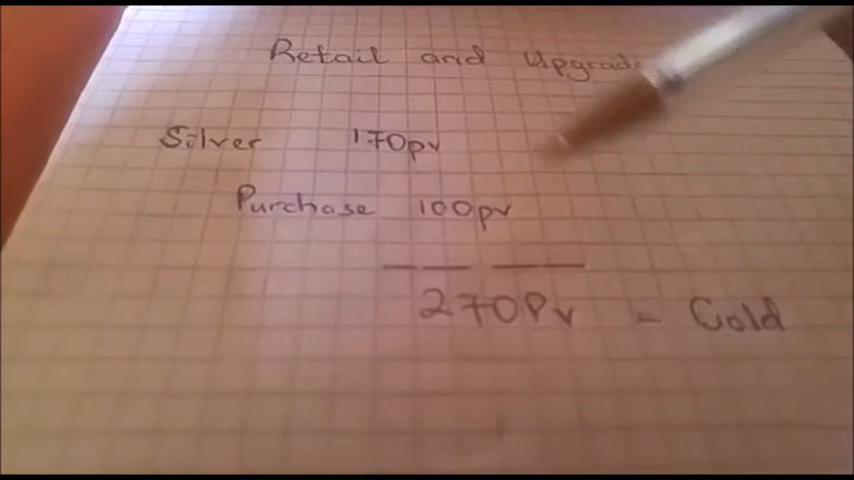 Retail and Upgrade
Silver 170pv
Purchase 100pv
270Pv - Gold